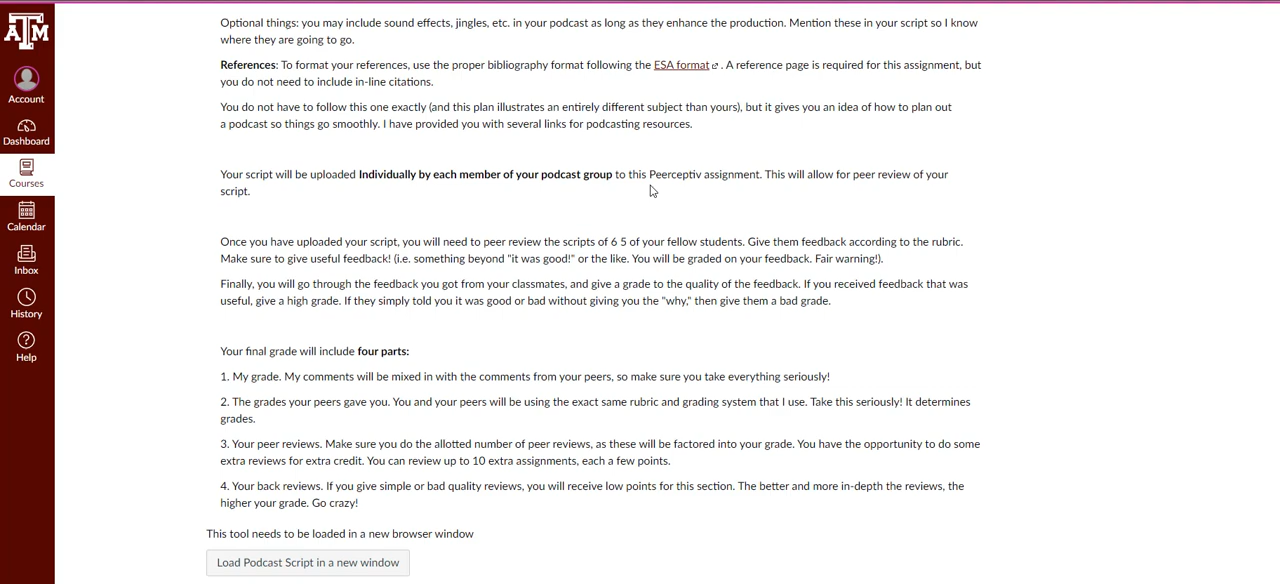 Optional things: you may include sound effects, jingles, etc. in your podcast as long as they enhance the production. Mention these in your script so I know
where they are going to go.
References: To format your references, use the proper bibliography format following the ESA format. A reference page is required for this assignment, but
you do not need to include in-line citations.
You do not have to follow this one exactly (and this plan illustrates an entirely different subject than yours), but it gives you an idea of how to plan out
a podcast so things go smoothly. I have provided you with several links for podcasting resources.
Your script will be uploaded Individually by each member of your podcast group to this Peerceptiv assignment. This will allow for peer review of your
script.
Once you have uploaded your script, you will need to peer review the scripts of 6 5 of your fellow students. Give them feedback according to the rubric.
Make sure to give useful feedback! (i.e. something beyond "it was good!" or the like. You will be graded on your feedback. Fair warning!).
Finally, you will go through the feedback you got from your classmates, and give a grade to the quality of the feedback. If you received feedback that was
useful, give a high grade. If they simply told you it was good or bad without giving you the "why," then give them a bad grade.
Your final grade will include four parts:
1. My grade. My comments will be mixed in with the comments from your peers, so make sure you take everything seriously!
2. The grades your peers gave you. You and your peers will be using the exact same rubric and grading system that I use. Take this seriously! It determines
grades.
3. Your peer reviews. Make sure you do the allotted number of peer reviews, as these will be factored into your grade. You have the opportunity to do some
extra reviews for extra credit. You can review up to 10 extra assignments, each a few points.
4. Your back reviews. If you give simple or bad quality reviews, you will receive low points for this section. The better and more in-depth the reviews, the
higher your grade. Go crazy!
This tool needs to be loaded in a new browser window
Load Podcast Script in a new window
ATM
Account
Dashboard
Courses
Calendar
Inbox
History
Help